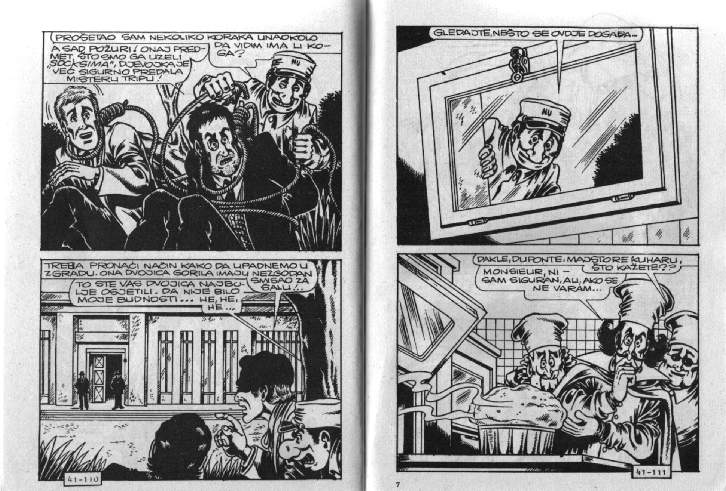 PROŠETAO SAM NEKOLIKO KORAKA UNAOKOLO
DA VIDIM IMA LI KO-
GA?
A SAD POŽURI! ONAJ PRED-
MET, ŠTO SMO GA UZELI
"SOCKSIMA", DJEVOJKA JE
VEĆ SIGURNO PREDALA
MISTERU TRIPU!
NU
TREBA PRONAĆI NAČIN KAKO DA UPADNEMO U
ZGRADU. ONA DVOJICA GORILA IMAJU NEZGODAN
SMISAO ZA
ŠALU!..
TO STE VAS DVOJICA NAJBO-
LJE OSJETILI, DA NIJE BILO
MOJE BUDNOSTI... HE, HE,
HE...
41-110
GLEDAJTE, NEŠTO SE OVDJE DOGAĐA...
NU
DAKLE, DUPONTE: MAJSTORE KUHARU,
ŠTO KAŽETE??
MONSIEUR, NI-
SAM SIGURAN, ALI, AKO SE
NE VARAM...
7
41-111